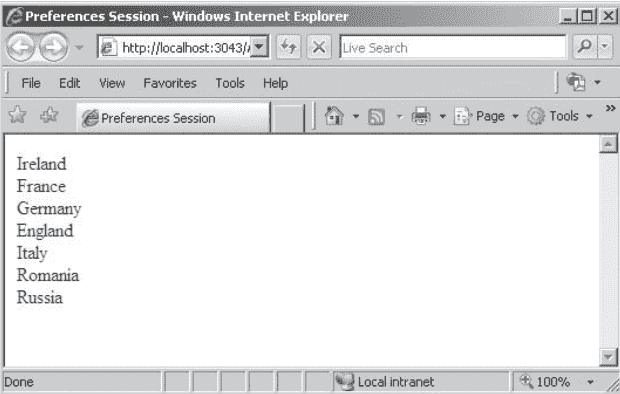 Preferences Session - Windows Internet Explorer
http://localhost:3043/
Live Search
File Edit View Favorites Tools Help
Preferences Session
Page
Tools
Ireland
France
Germany
England
Italy
Romania
Russia
Done
Local intranet
100%